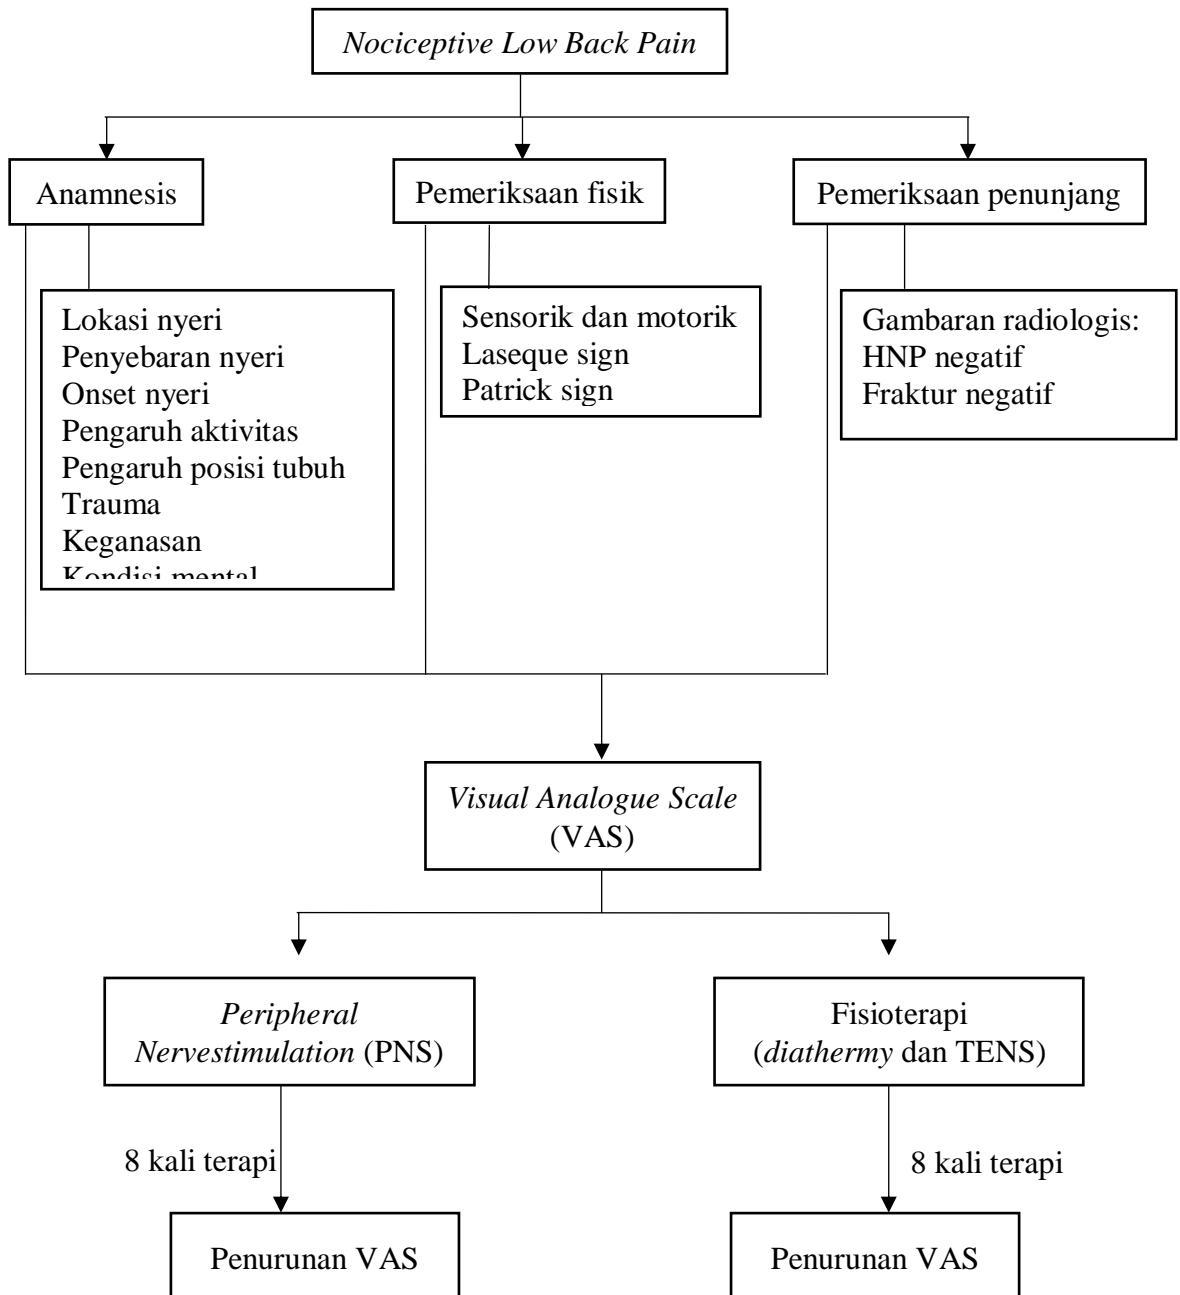 Nociceptive Low Back Pain
Anamnesis
Pemeriksaan fisik
Pemeriksaan penunjang
Lokasi nyeri
Penyebaran nyeri
Onset nyeri
Pengaruh aktivitas
Pengaruh posisi tubuh
Trauma
Keganasan
Kondisi mental
Sensorik dan motorik
Laseque sign
Patrick sign
Gambaran radiologis:
HNP negatif
Fraktur negatif
Visual Analogue Scale
(VAS)
Peripheral
Nervestimulation (PNS)
Fisioterapi
(diathermy dan TENS)
8 kali terapi
8 kali terapi
Penurunan VAS
Penurunan VAS